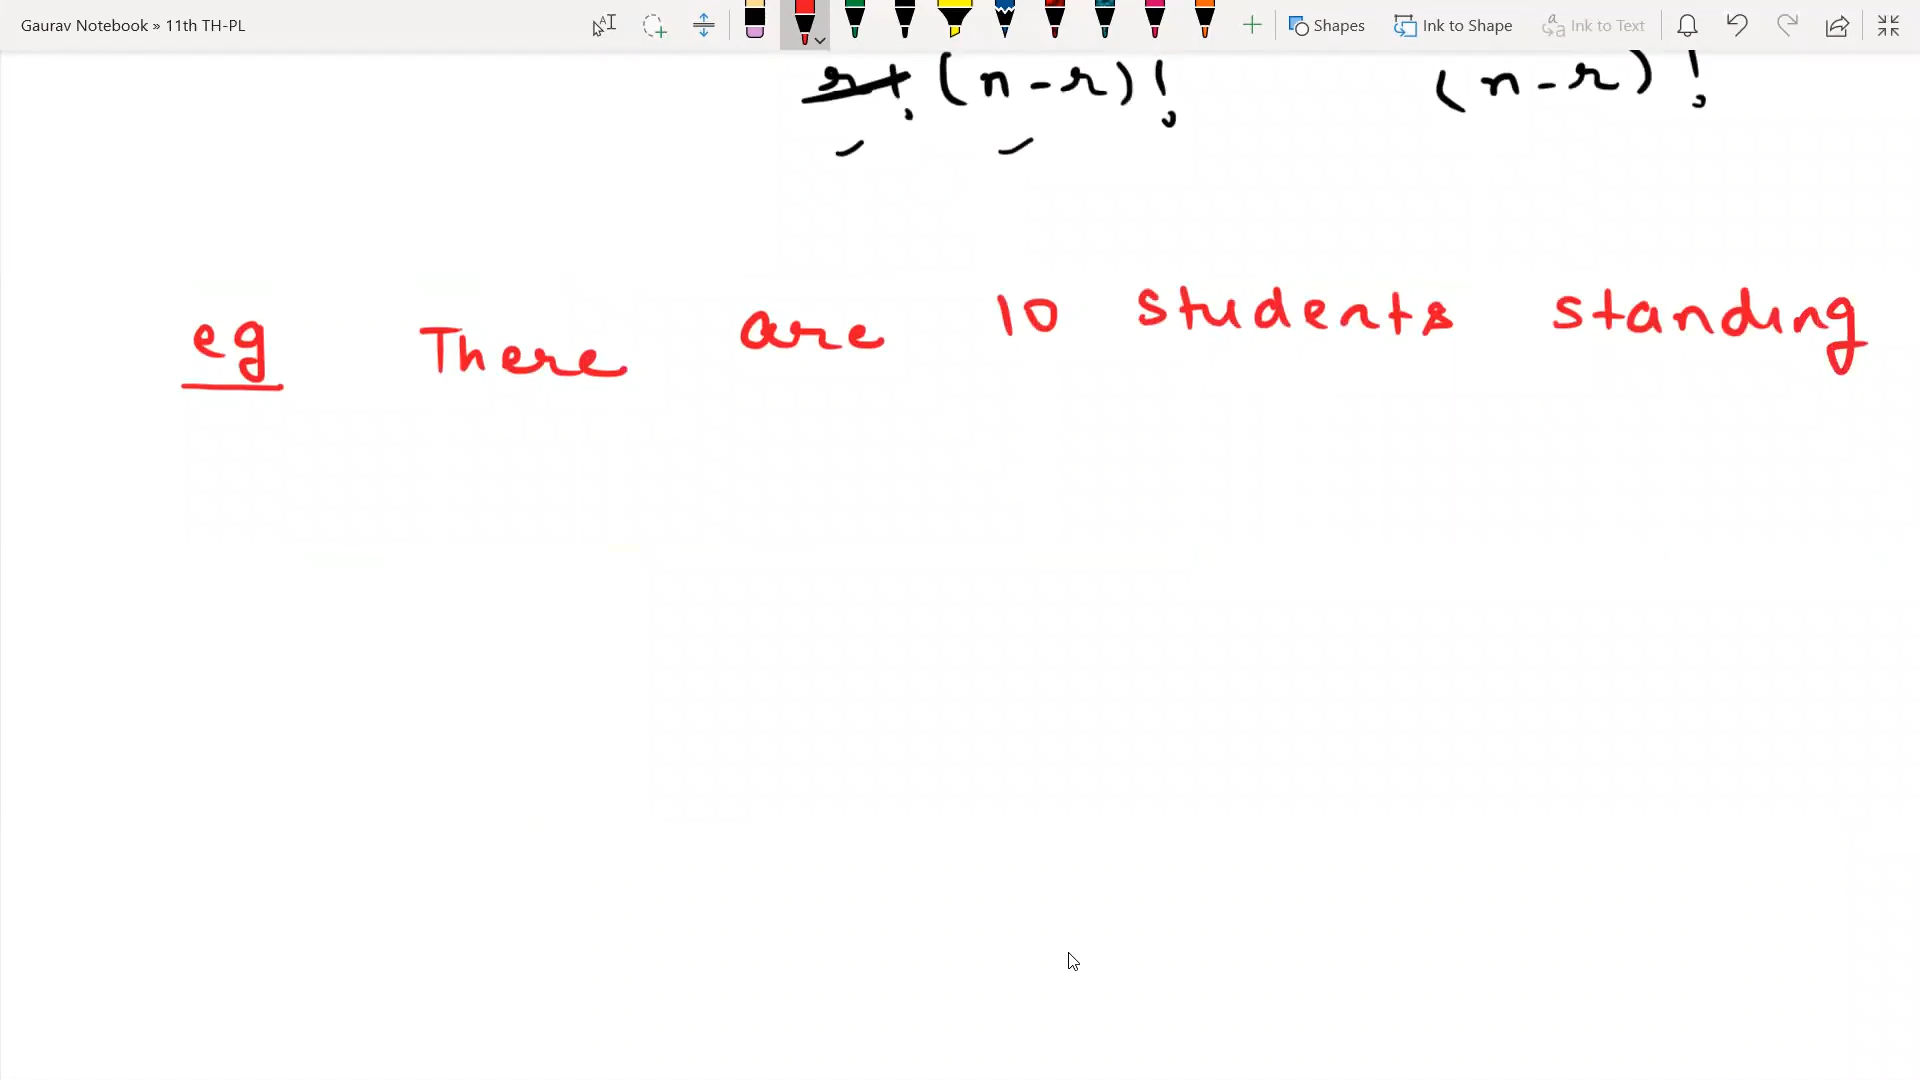 Gaurav Notebook » 11th TH-PL Shapes Ink to Shape Ink to Text
r! (n-r)! (n-r)!
eg There are 10 students standing